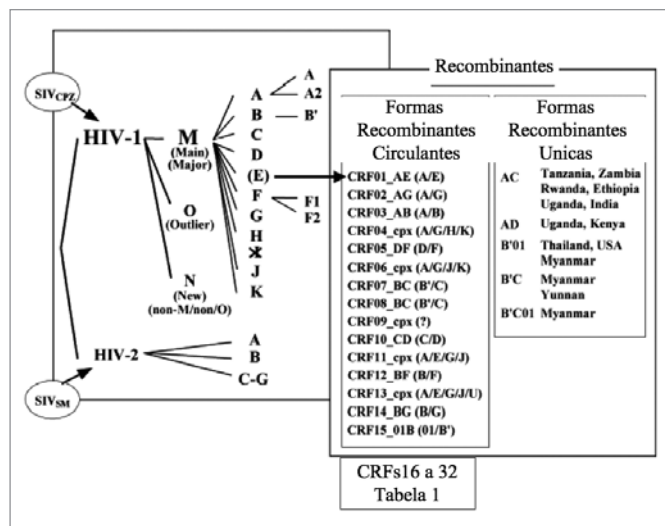 SIVCPZ
HIV-1
M
(Main)
(Major)
O
(Outlier)
N
(New)
(non-M/non/O)
A
B
C
D
(E)
F
G
H
J
K
A
A2
B'
F1
F2
HIV-2
A
B
C-G
SIVSM
Recombinantes
Formas
Recombinantes
Circulantes
CRF01_AE (A/E)
CRF02_AG (A/G)
CRF03_AB (A/B)
CRF04_cpx (A/G/H/K)
CRF05_DF (D/F)
CRF06_cpx (A/G/J/K)
CRF07_BC (B'/C)
CRF08_BC (B'/C)
CRF09_cpx (?)
CRF10_CD (C/D)
CRF11_cpx (A/E/G/J)
CRF12_BF (B/F)
CRF13_cpx (A/E/G/J/U)
CRF14_BG (B/G)
CRF15_01B (01/B')
Formas
Recombinantes
Unicas
AC Tanzania, Zambia
Rwanda, Ethiopia
Uganda, India
AD Uganda, Kenya
B'01 Thailand, USA
Myanmar
B'C Myanmar
Yunnan
B'C01 Myanmar
CRFs16 a 32
Tabela 1